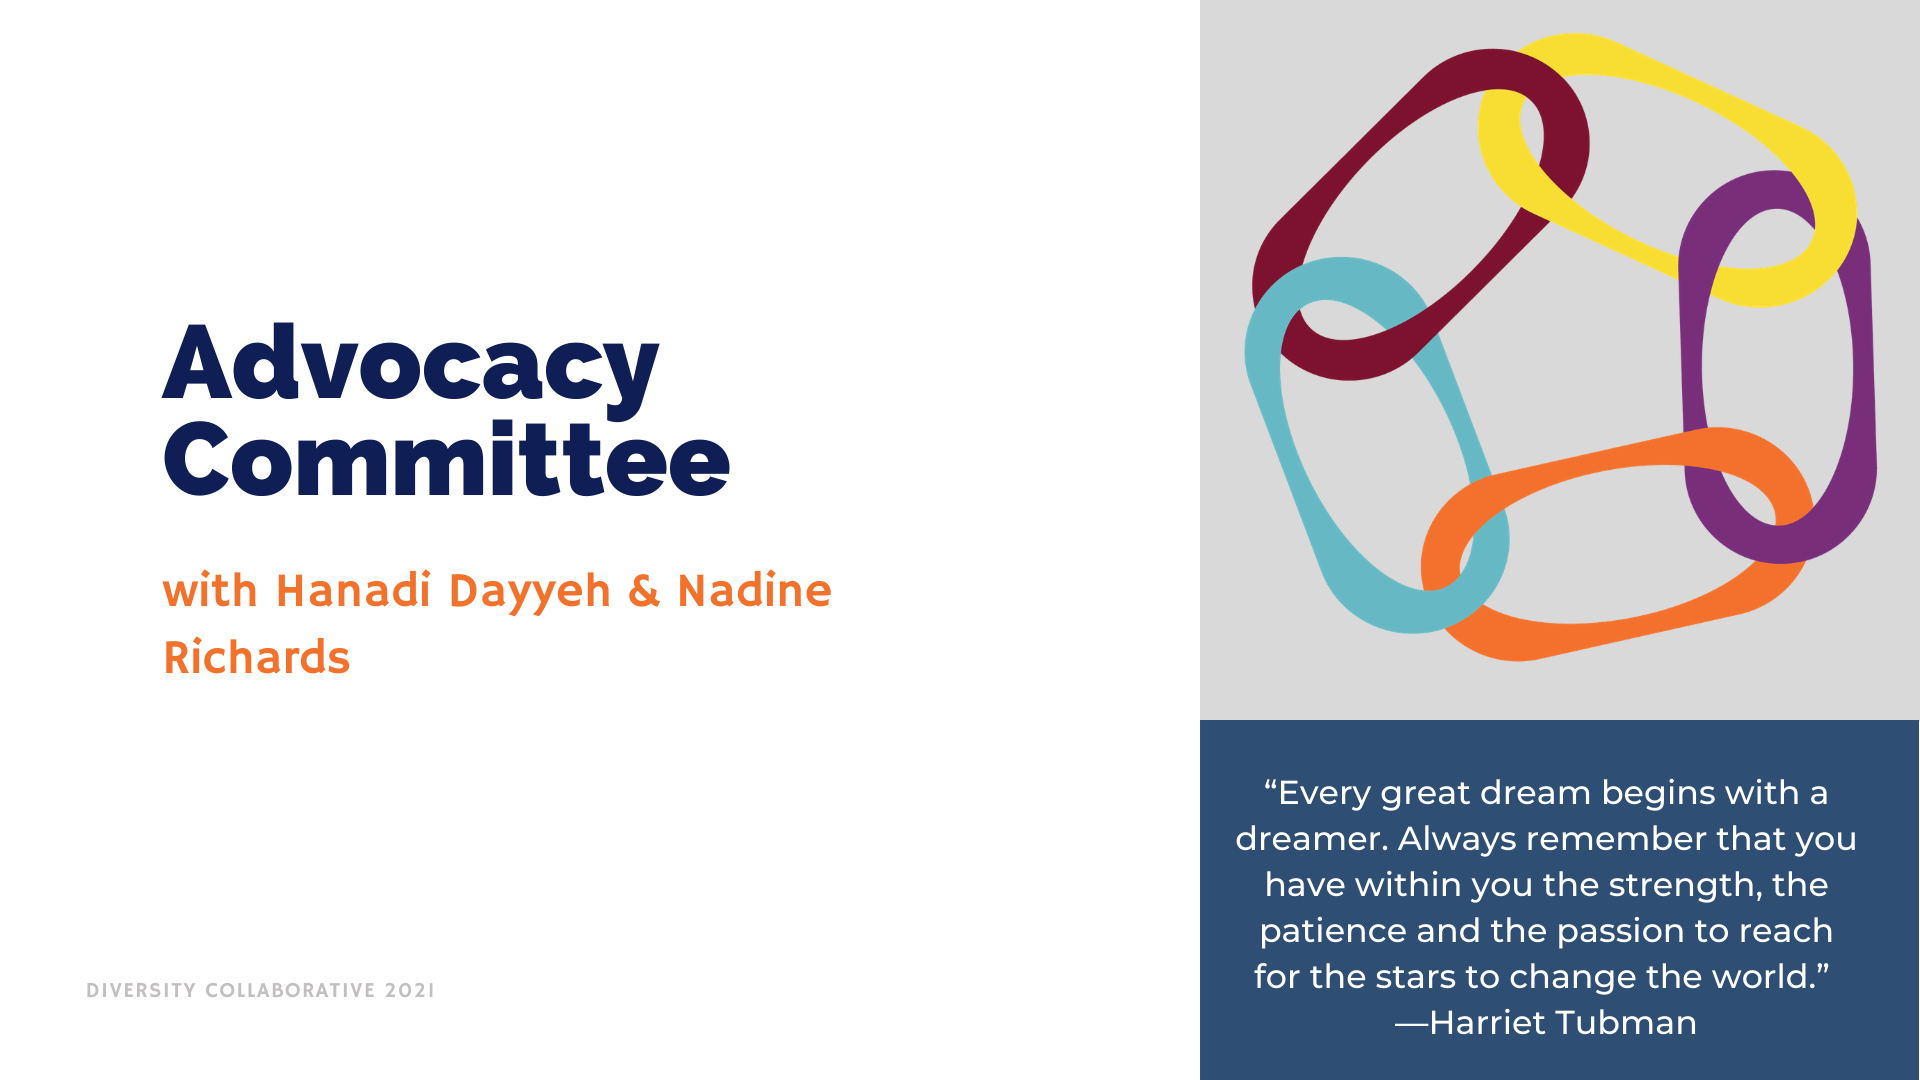 Advocacy
Committee
with Hanadi Dayyeh & Nadine
Richards
DIVERSITY COLLABORATIVE 2021
“Every great dream begins with a
dreamer. Always remember that you
have within you the strength, the
patience and the passion to reach
for the stars to change the world.”
—Harriet Tubman